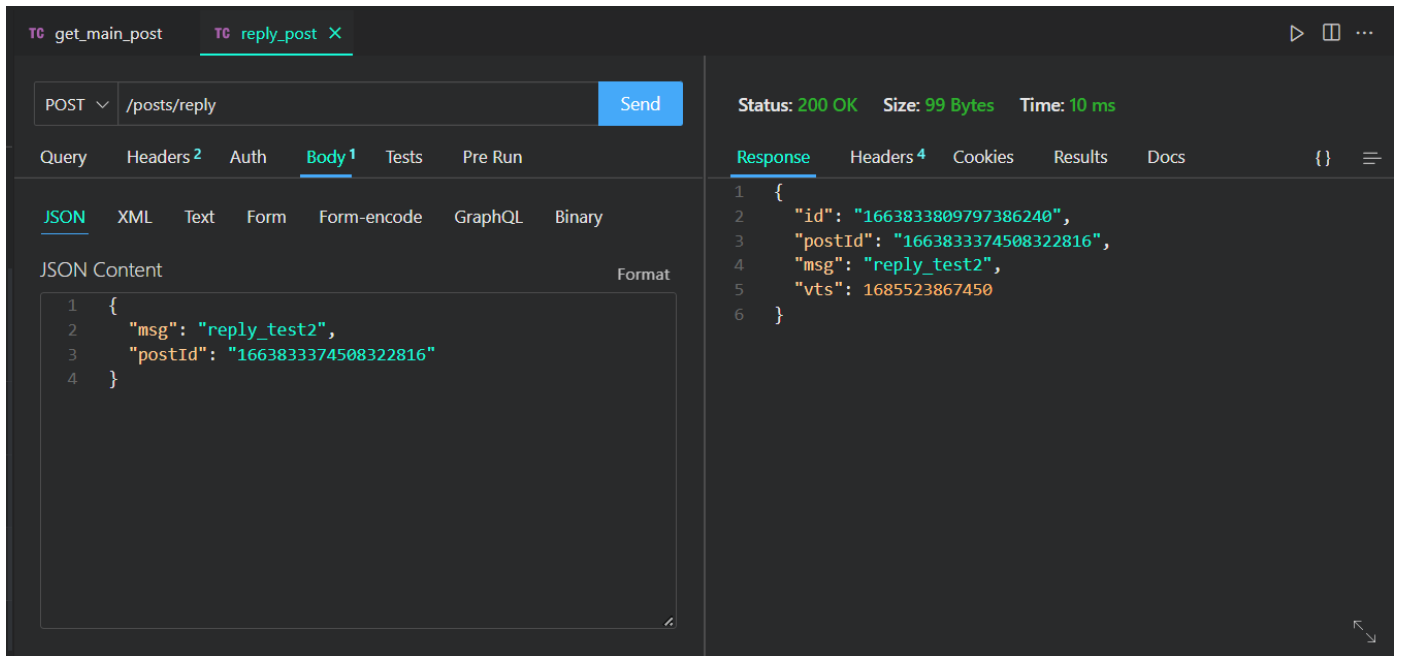 TC get_main_post TC reply_post
POST /posts/reply Send
Query Headers 2 Auth Body 1 Tests Pre Run
JSON XML Text Form Form-encode GraphQL Binary
JSON Content Format
1 {
2 "msg": "reply_test2",
3 "postId": "1663833374508322816"
4 }
Status: 200 OK Size: 99 Bytes Time: 10 ms
Response Headers 4 Cookies Results Docs {}
1 {
2 "id": "1663833809797386240",
3 "postId": "1663833374508322816",
4 "msg": "reply_test2",
5 "vts": 1685523867450
6 }